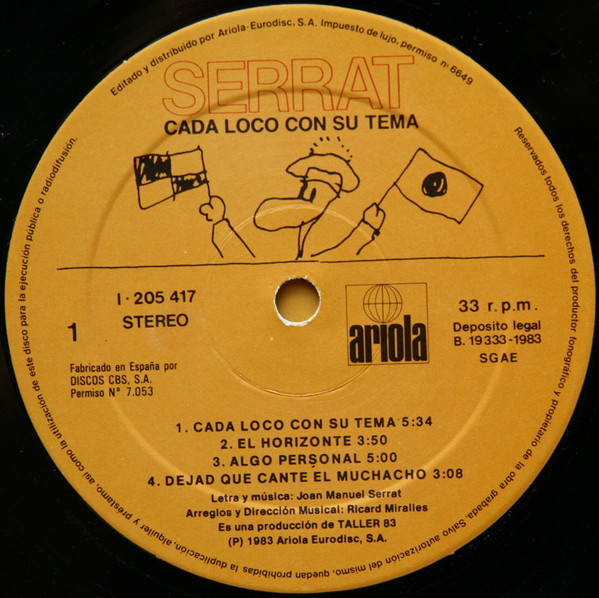 Editado y distribuido por Ariola-Eurodisc, S.A. Impuesto de lujo, permiso nº 6649
SERRAT
CADA LOCO CON SU TEMA
I·205 417
STEREO
1
Fabricado en España por
DISCOS CBS, S.A.
Permiso Nº 7.053
ariola
33 r.p.m.
Deposito legal
B. 19333-1983
SGAE
1. CADA LOCO CON SU TEMA 5:34
2. EL HORIZONTE 3:50
3. ALGO PERSONAL 5:00
4. DEJAD QUE CANTE EL MUCHACHO 3:08
Letra y música: Joan Manuel Serrat
Arreglos y Dirección Musical: Ricard Miralles
Es una producción de TALLER 83
(P) 1983 Ariola Eurodisc, S.A.
Reservados todos los derechos del productor fonográfico y propietario de la obra grabada. Salvo autorización del mismo, quedan prohibidas la duplicación, alquiler y préstamo, así como la utilización de este disco para la ejecución pública o radiodifusión.